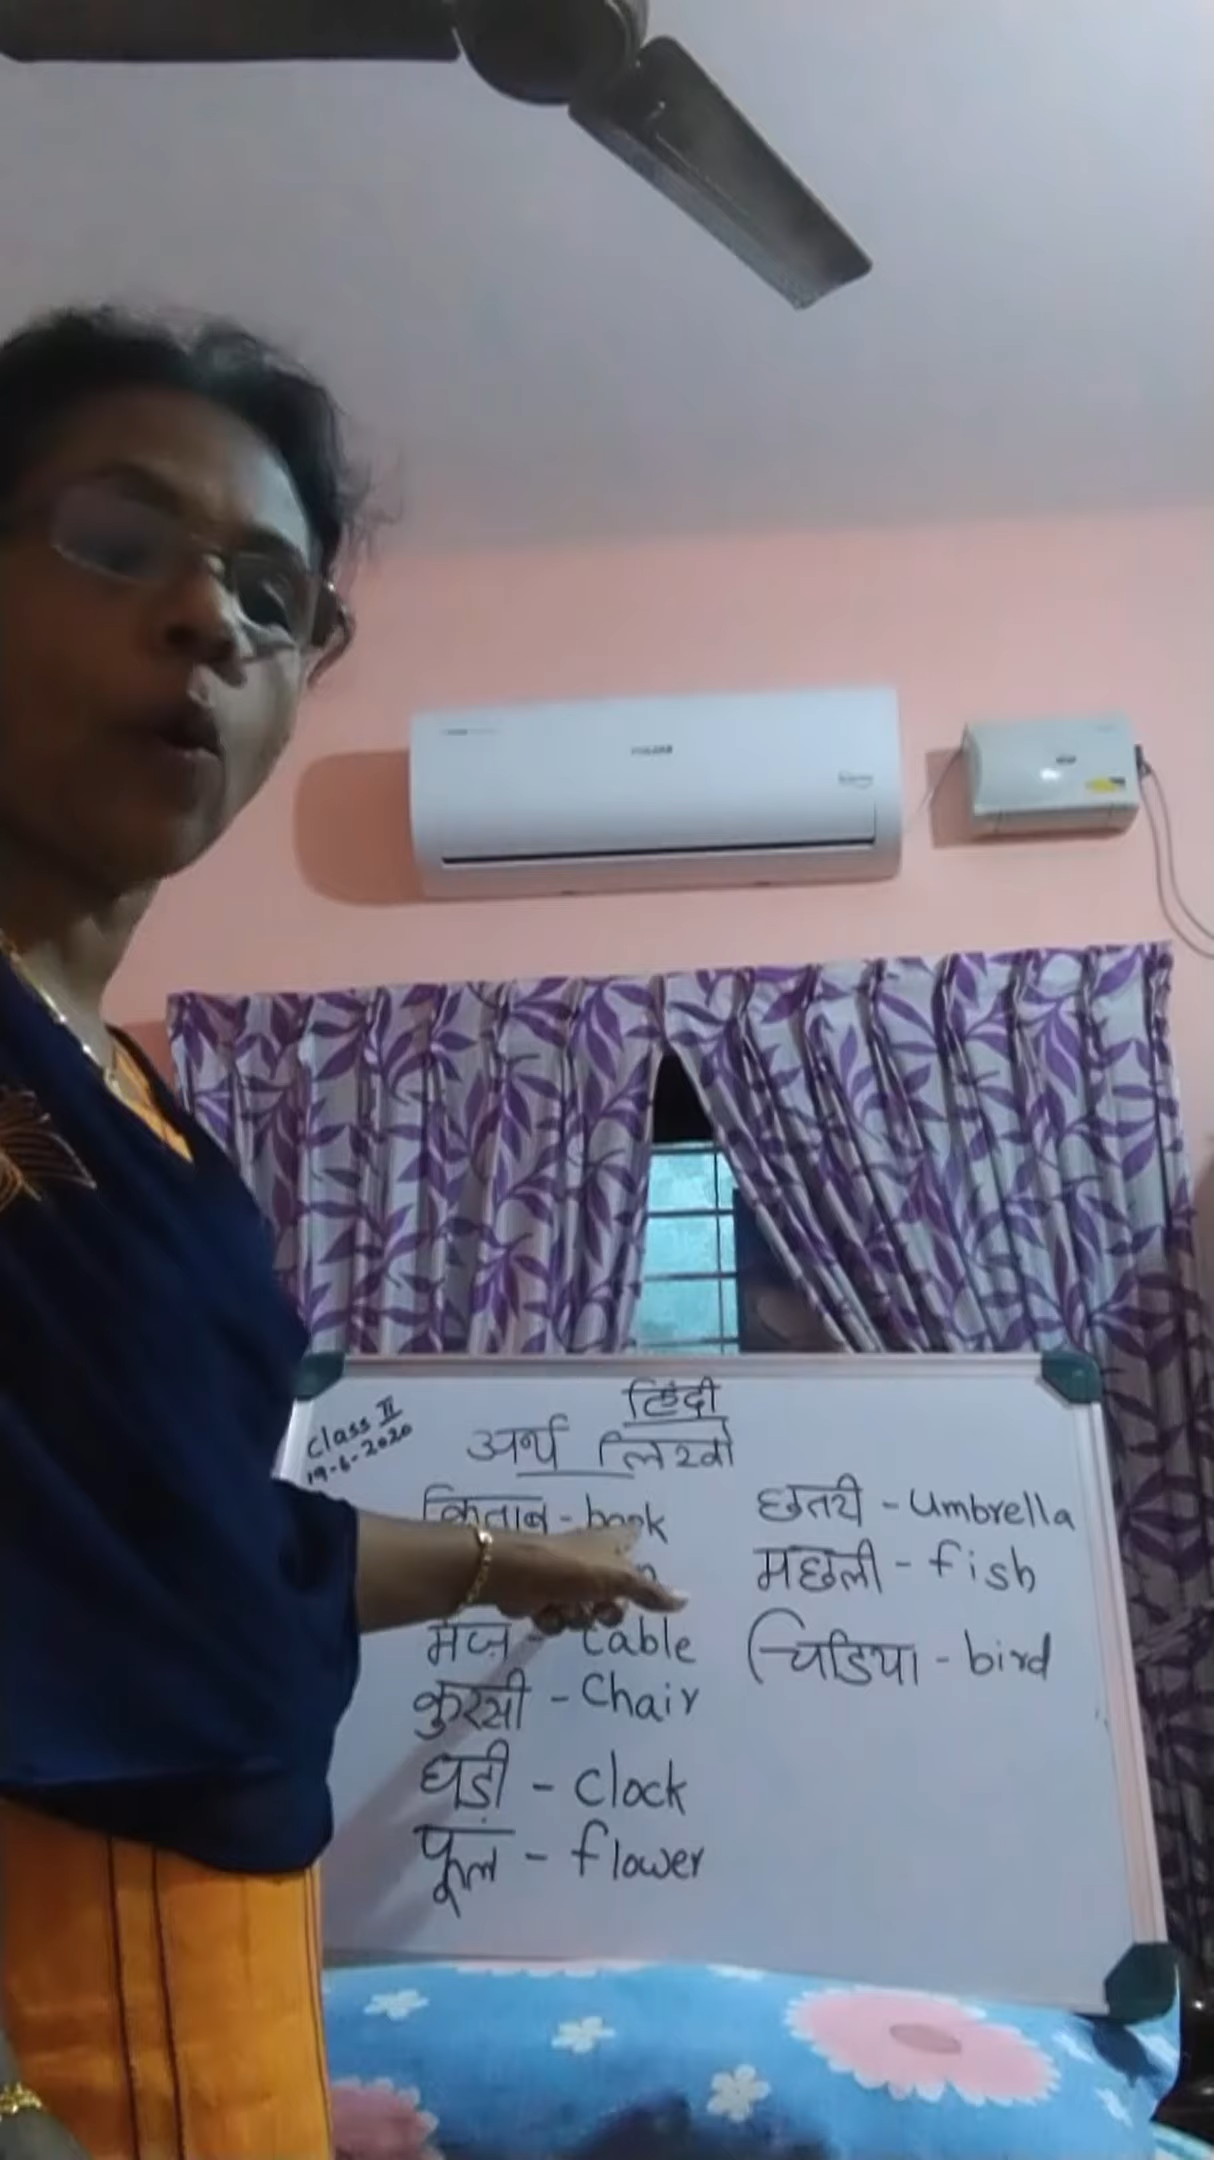 हिंदी
Class II
19-6-2020
अर्थ लिखो
किताब - book
मेज़ - table
कुरसी - Chair
घड़ी - Clock
फूल - flower
छतरी - Umbrella
मछली - fish
चिडिया - bird